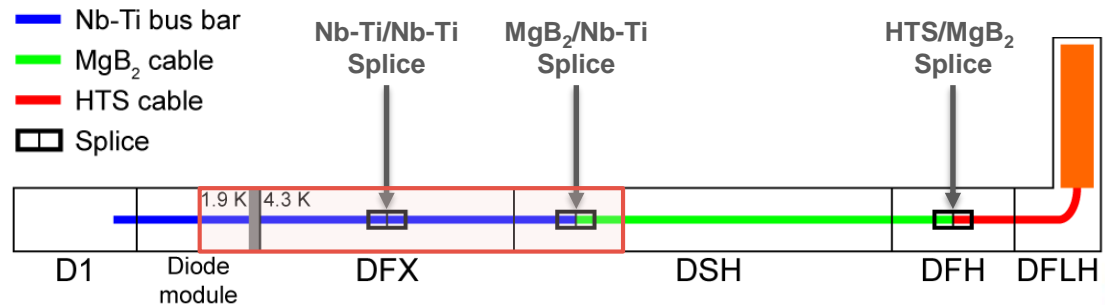 Nb-Ti bus bar
MgB₂ cable
HTS cable
Splice
Nb-Ti/Nb-Ti
Splice
MgB₂/Nb-Ti
Splice
HTS/MgB₂
Splice
1.9 K
4.3 K
D1
Diode
module
DFX
DSH
DFH
DFLH